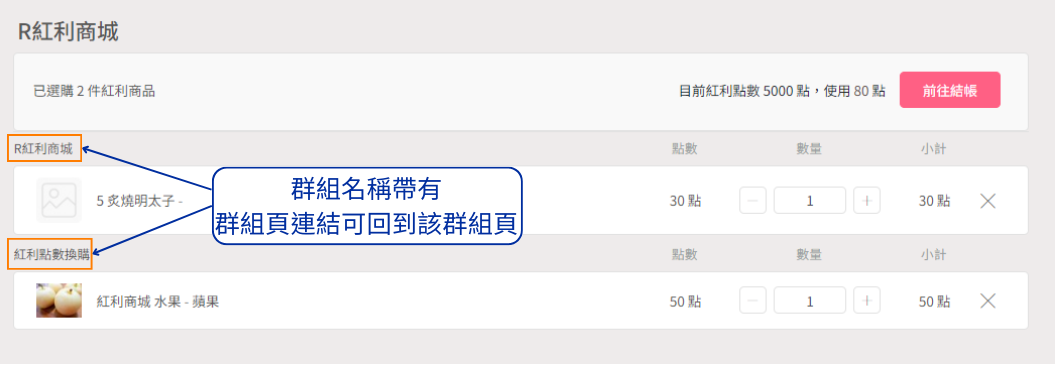 R紅利商城
已選購 2 件紅利商品
目前紅利點數 5000 點，使用 80 點
前往結帳
R紅利商城 點數 數量 小計
5 炙燒明太子 - 30 點 − 1 + 30 點 ×
群組名稱帶有
群組頁連結可回到該群組頁
紅利點數換購 點數 數量 小計
紅利商城 水果 - 蘋果 50 點 − 1 + 50 點 ×